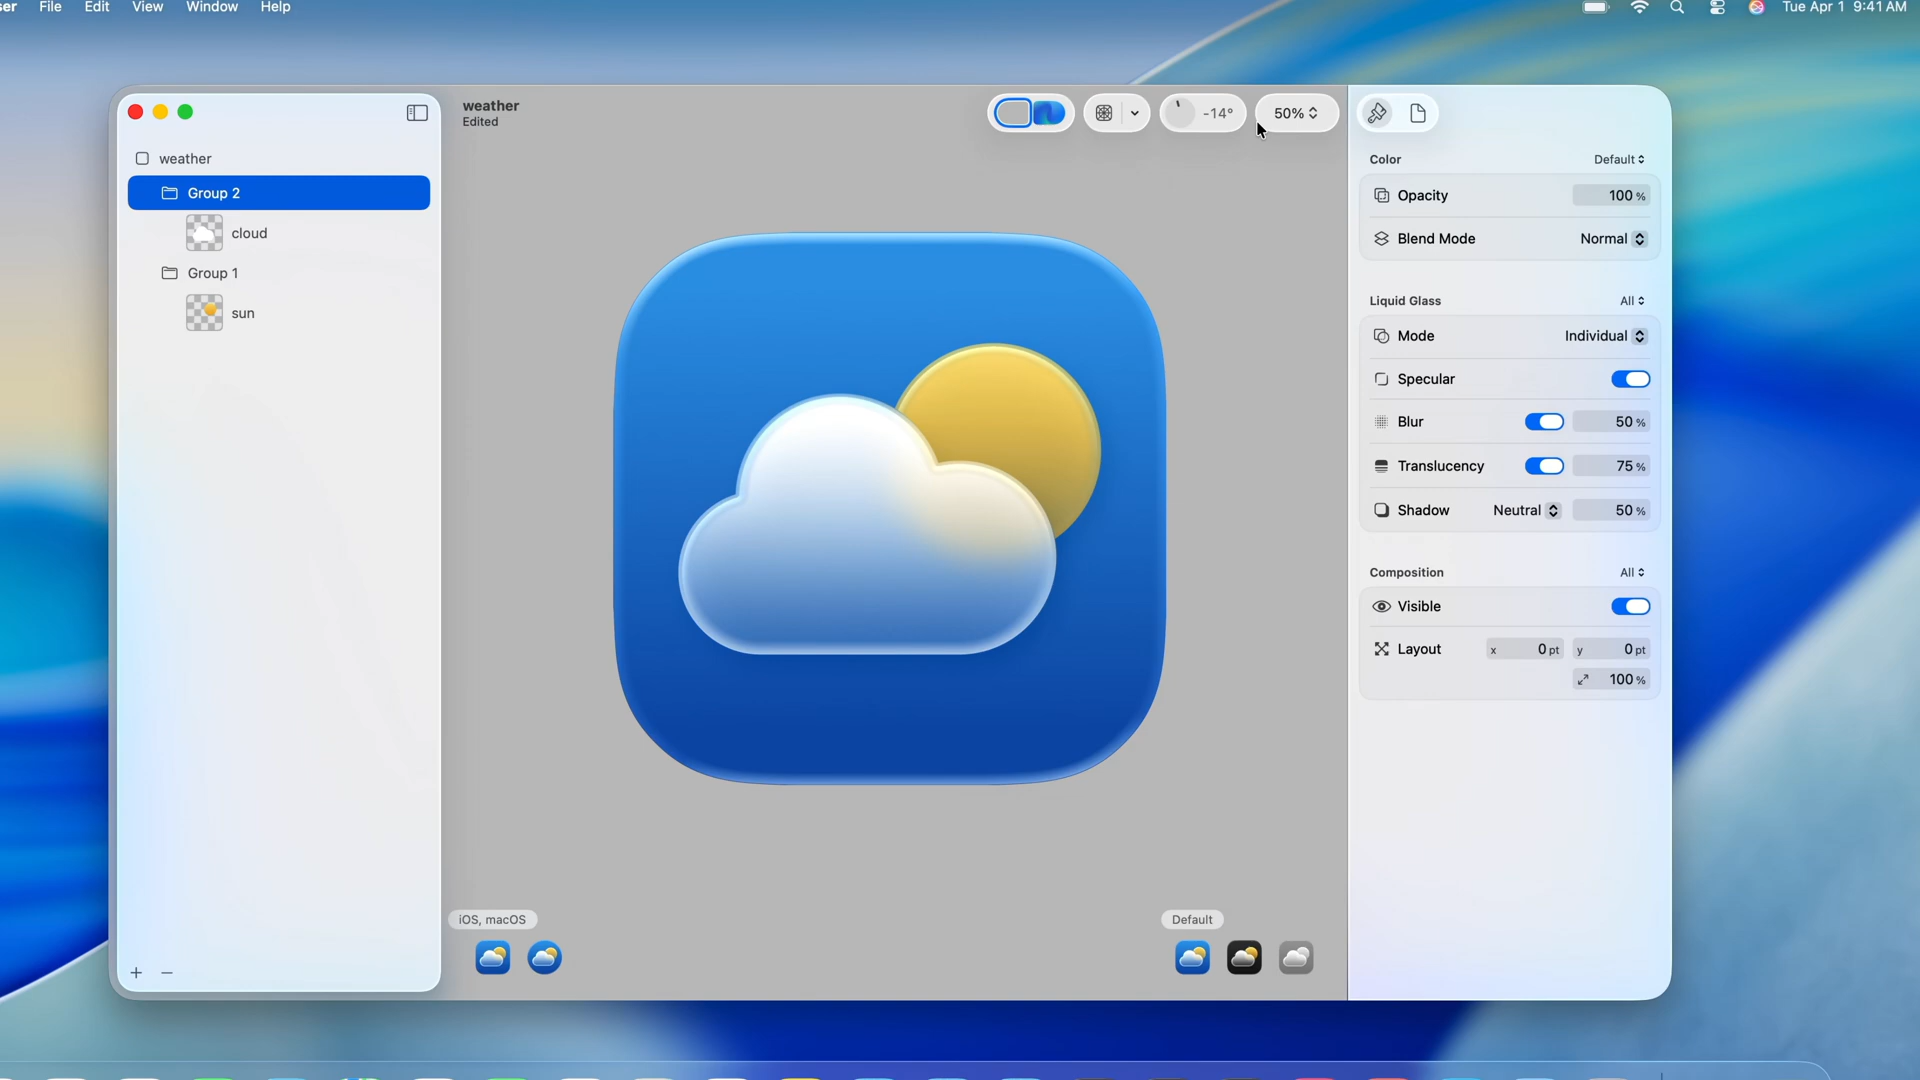 ser File Edit View Window Help
Tue Apr 1 9:41 AM
weather
Edited
-14°
50%
weather
Group 2
cloud
Group 1
sun
Color Default
Opacity 100 %
Blend Mode Normal
Liquid Glass All
Mode Individual
Specular
Blur 50 %
Translucency 75 %
Shadow Neutral 50 %
Composition All
Visible
Layout x 0 pt y 0 pt
100 %
iOS, macOS
Default